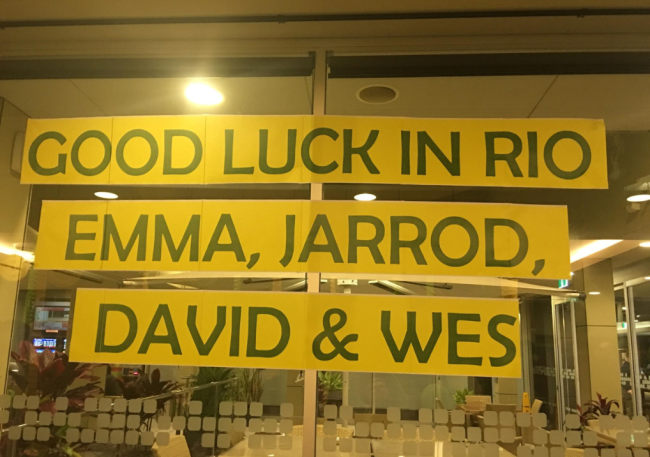 GOOD LUCK IN RIO
EMMA, JARROD,
DAVID & WES